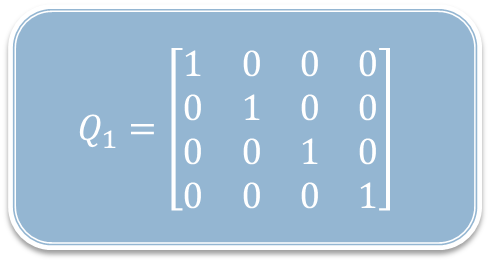 1 0 0 0
0 1 0 0
Q₁ =
0 0 1 0
0 0 0 1